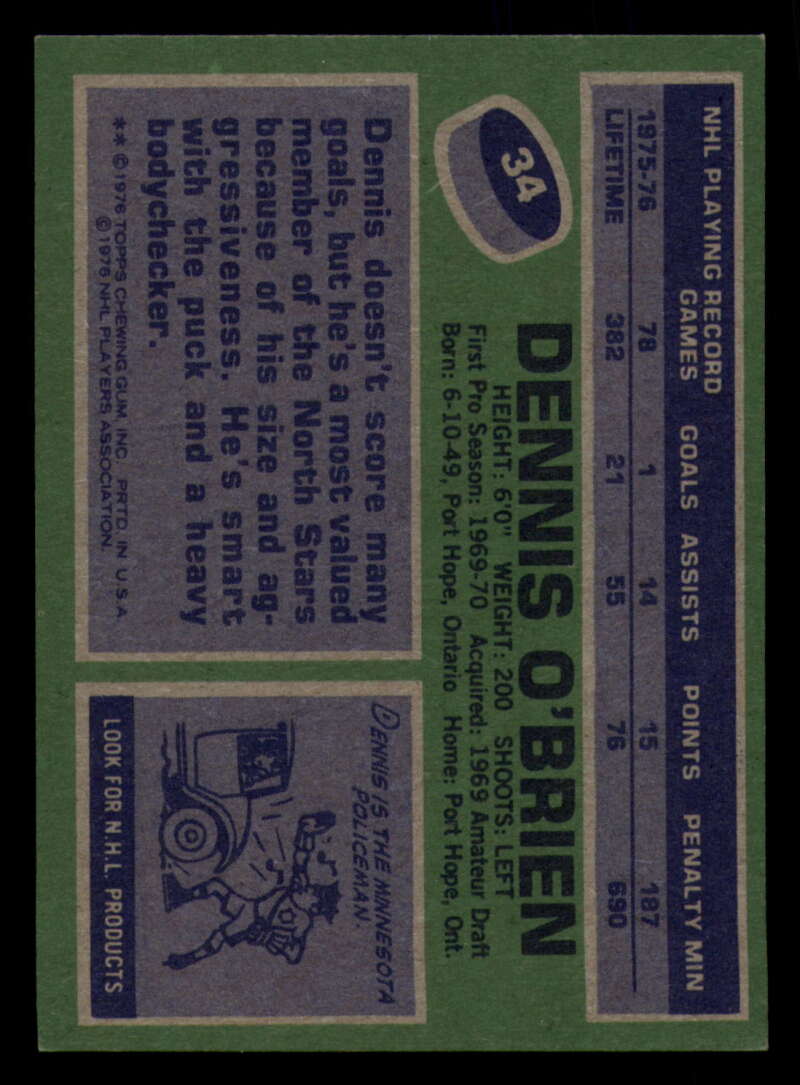 NHL PLAYING RECORD
GAMES GOALS ASSISTS POINTS PENALTY MIN
1975-76 78 1 14 15 187
LIFETIME 382 21 55 76 690
34
DENNIS O'BRIEN
HEIGHT: 6'0" WEIGHT: 200 SHOOTS: LEFT
First Pro Season: 1969-70 Acquired: 1969 Amateur Draft
Born: 6-10-49, Port Hope, Ontario Home: Port Hope, Ont.
Dennis doesn't score many
goals, but he's a most valued
member of the North Stars
because of his size and ag-
gressiveness. He's smart
with the puck and a heavy
bodychecker.
** © 1976 TOPPS CHEWING GUM, INC. PRTD. IN U.S.A.
© 1976 NHL PLAYERS ASSOCIATION.
DENNIS IS THE MINNESOTA
POLICEMAN.
LOOK FOR N.H.L. PRODUCTS